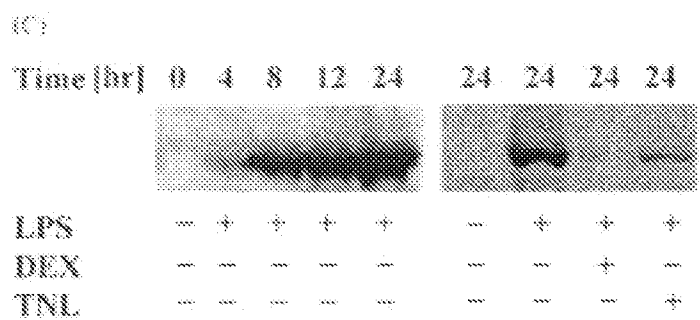 (C)
Time [hr] 0 4 8 12 24 24 24 24 24
LPS − + + + + − + + +
DEX − − − − − − − + −
TNL − − − − − − − − +